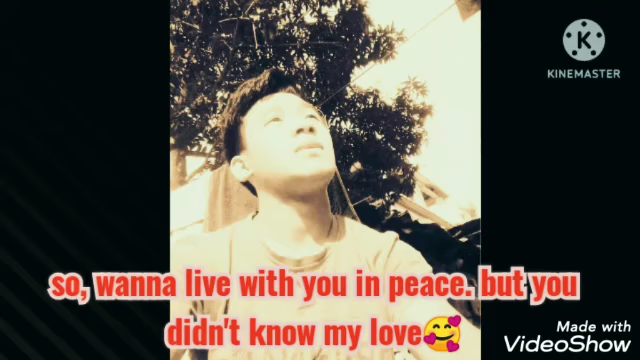 KINEMASTER
so, wanna live with you in peace. but you
didn't know my love🥰
Made with
VideoShow